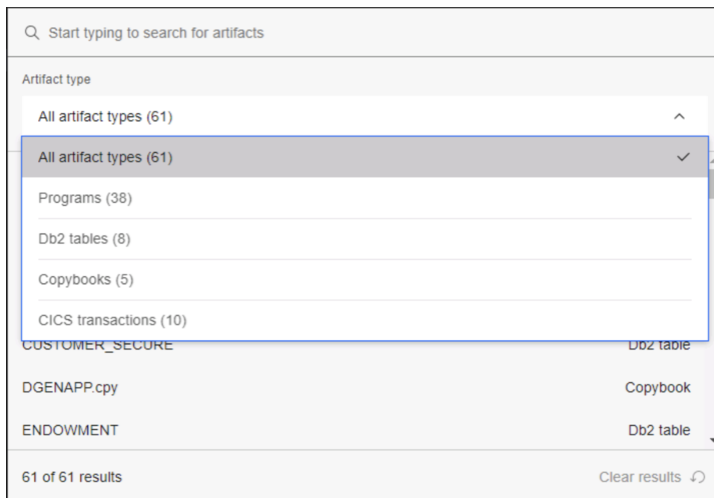 Start typing to search for artifacts
Artifact type
All artifact types (61)
All artifact types (61)
Programs (38)
Db2 tables (8)
Copybooks (5)
CICS transactions (10)
CUSTOMER_SECURE Db2 table
DGENAPP.cpy Copybook
ENDOWMENT Db2 table
61 of 61 results Clear results